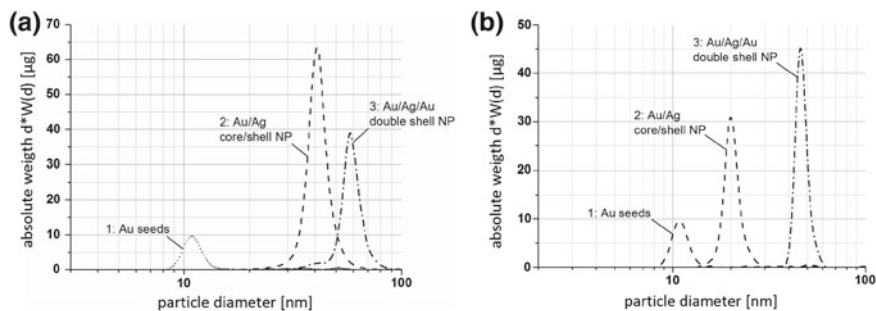 (a)
absolute weigth d*W(d) [µg]
70
60
50
40
30
20
10
0
1: Au seeds
2: Au/Ag
core/shell NP
3: Au/Ag/Au
double shell NP
10
100
particle diameter [nm]
(b)
absolute weigth d*W(d) [µg]
50
40
30
20
10
0
1: Au seeds
2: Au/Ag
core/shell NP
3: Au/Ag/Au
double shell NP
10
100
particle diameter [nm]